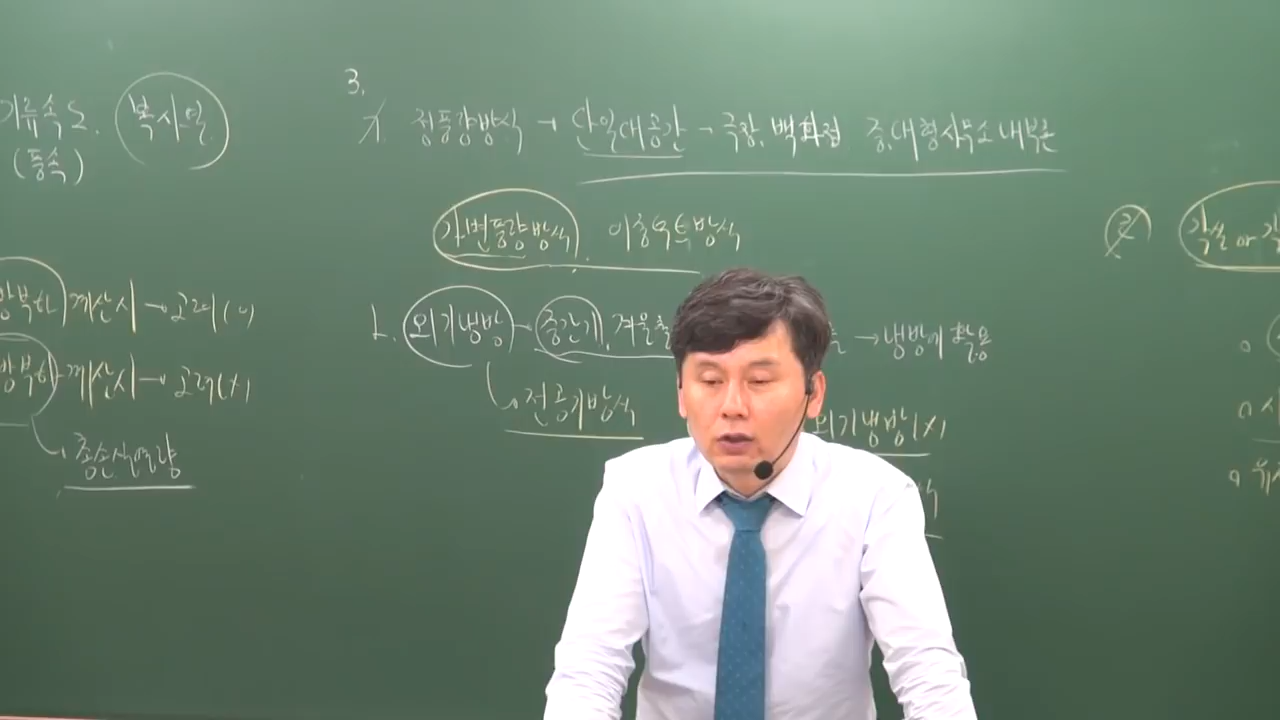 기류속도, 복사열
(풍속)
방부하 계산시 → 고려(O)
방부하 계산시 → 고려(X)
총손실열량
3.
ㄱ. 정풍량방식 → 단일대공간 → 극장, 백화점 중,대형사무소 내부존
가변풍량방식, 이중덕트방식
ㄴ. 외기냉방 → 중간기, 겨울철 → 냉방에 활용
전공기방식
외기냉방(X)
2
각실 or